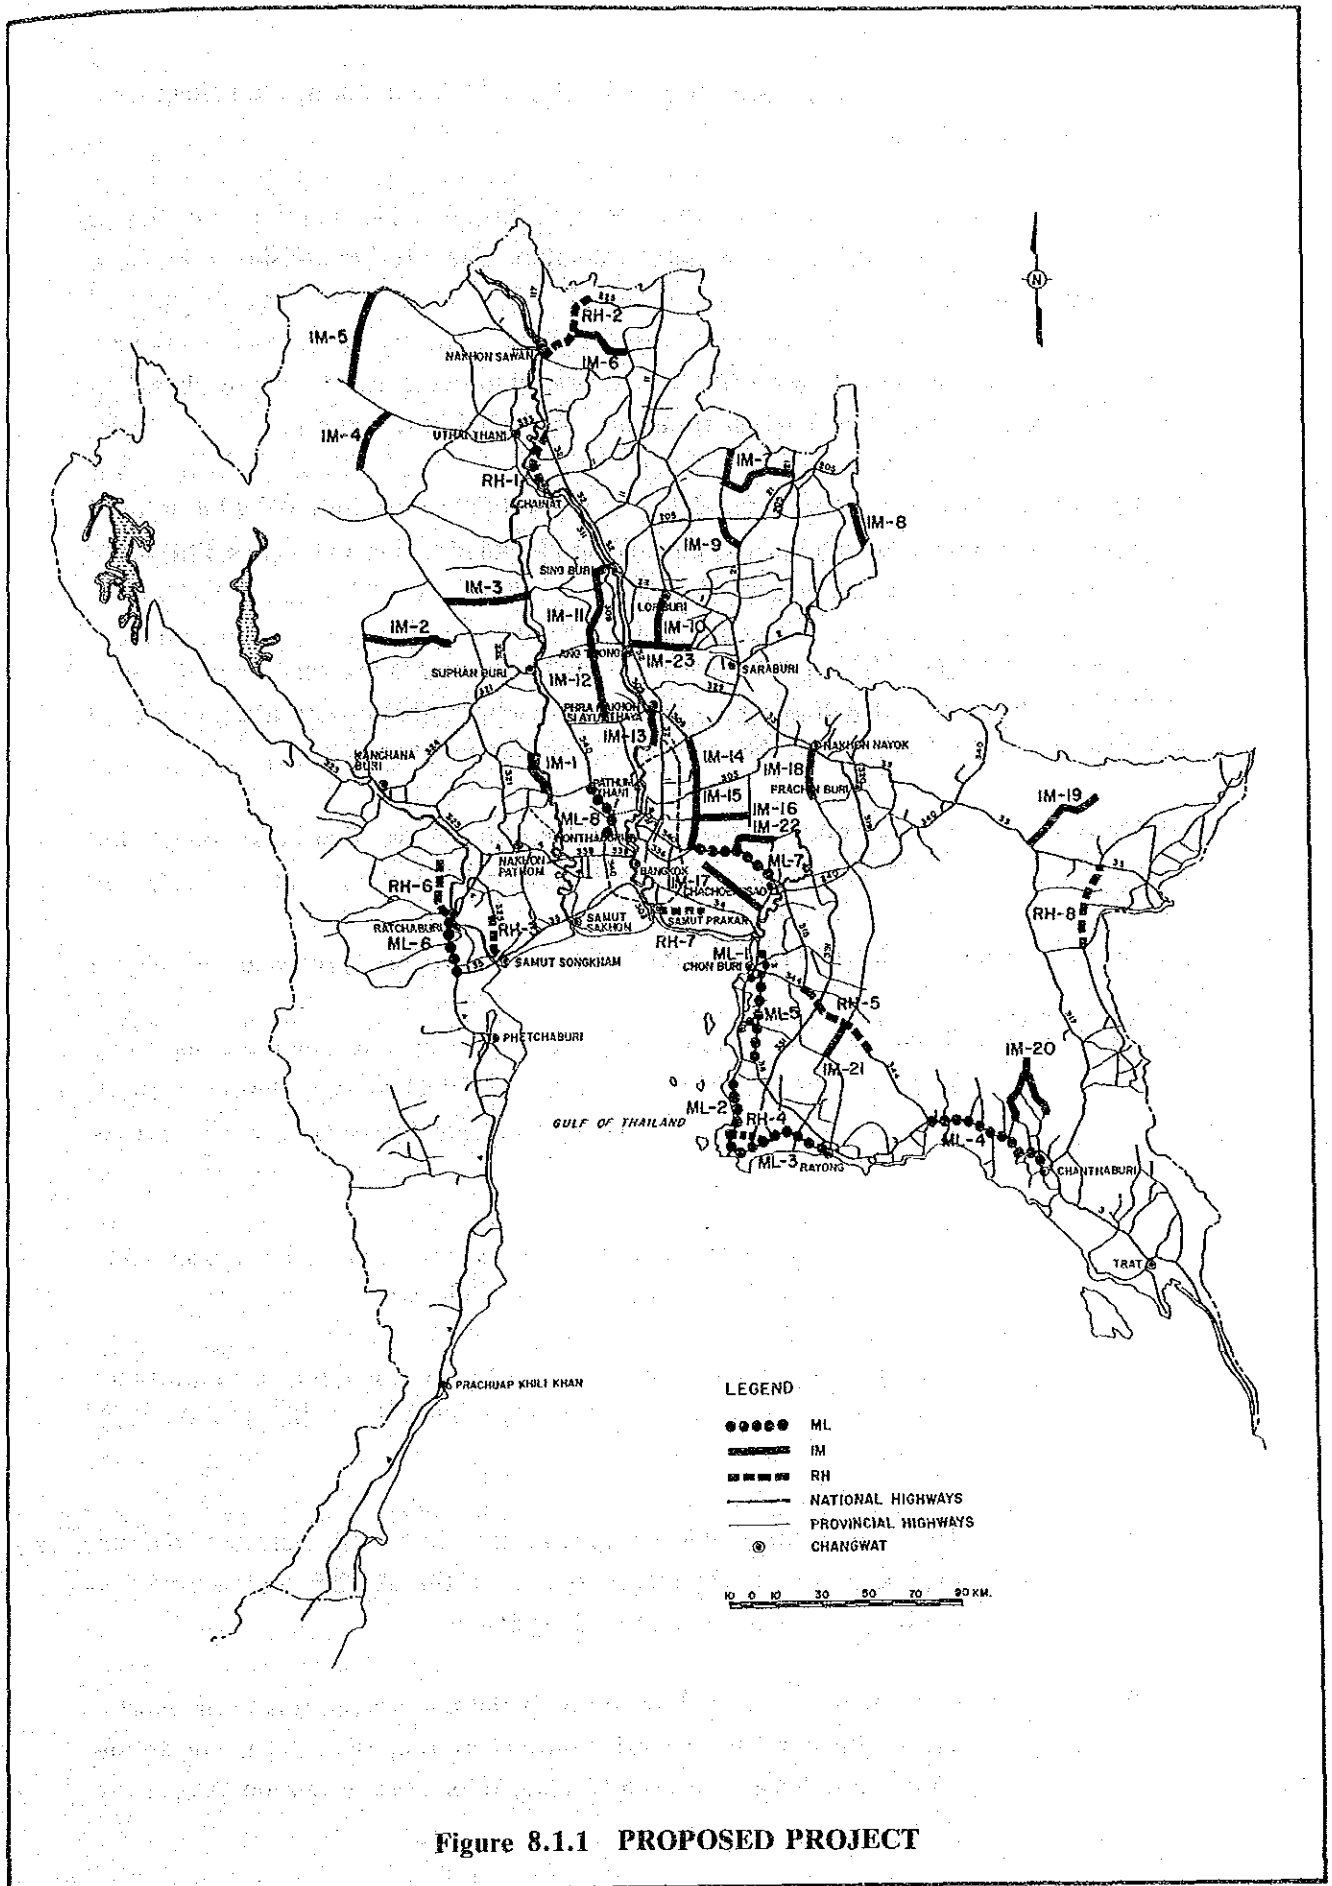 N
IM-5
RH-2
NAKHON SAWAN
IM-6
IM-4
UTHAI THANI
RH-1
CHAINAT
IM-7
IM-8
IM-9
SING BURI
IM-3
IM-11
LOPBURI
IM-10
IM-2
ANG THONG
IM-23
SUPHAN BURI
IM-12
SARABURI
PHRA NAKHON
SI AYUTTHAYA
IM-13
KANCHANA
BURI
IM-1
IM-14
NAKHON NAYOK
IM-18
PRACHIN BURI
PATHUM
THANI
IM-15
IM-16
IM-19
ML-8
IM-22
NONTHABURI
NAKHON
PATHOM
BANGKOK
ML-7
IM-17
CHACHOENGSAO
RH-6
RATCHABURI
ML-6
RH-3
SAMUT
SAKHON
SAMUT PRAKAN
RH-8
RH-7
SAMUT SONGKHAM
ML-1
CHON BURI
RH-5
ML-5
PHETCHABURI
IM-20
IM-21
ML-2
RH-4
GULF OF THAILAND
ML-4
ML-3
RAYONG
CHANTHABURI
TRAT
PRACHUAP KHILI KHAN
LEGEND
ML
IM
RH
NATIONAL HIGHWAYS
PROVINCIAL HIGHWAYS
CHANGWAT
10 0 10 30 50 70 90 KM.
Figure 8.1.1 PROPOSED PROJECT